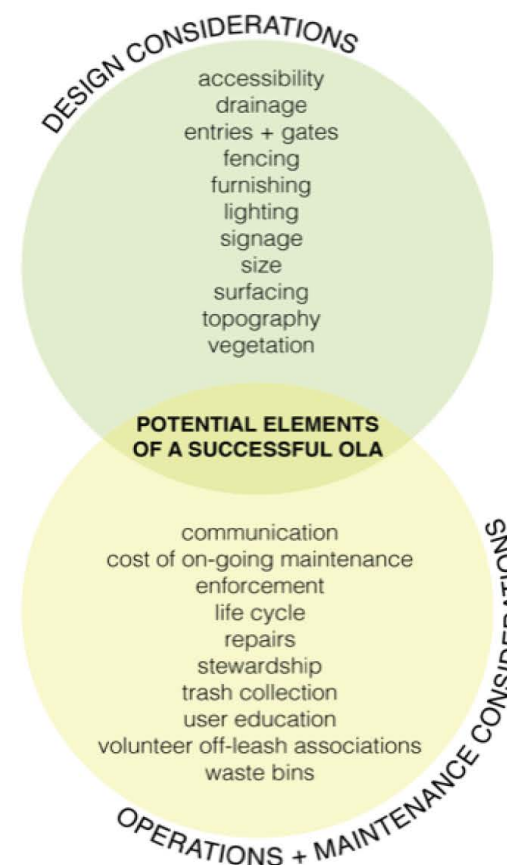 DESIGN CONSIDERATIONS
accessibility
drainage
entries + gates
fencing
furnishing
lighting
signage
size
surfacing
topography
vegetation
POTENTIAL ELEMENTS
OF A SUCCESSFUL OLA
communication
cost of on-going maintenance
enforcement
life cycle
repairs
stewardship
trash collection
user education
volunteer off-leash associations
waste bins
OPERATIONS + MAINTENANCE CONSIDERATIONS